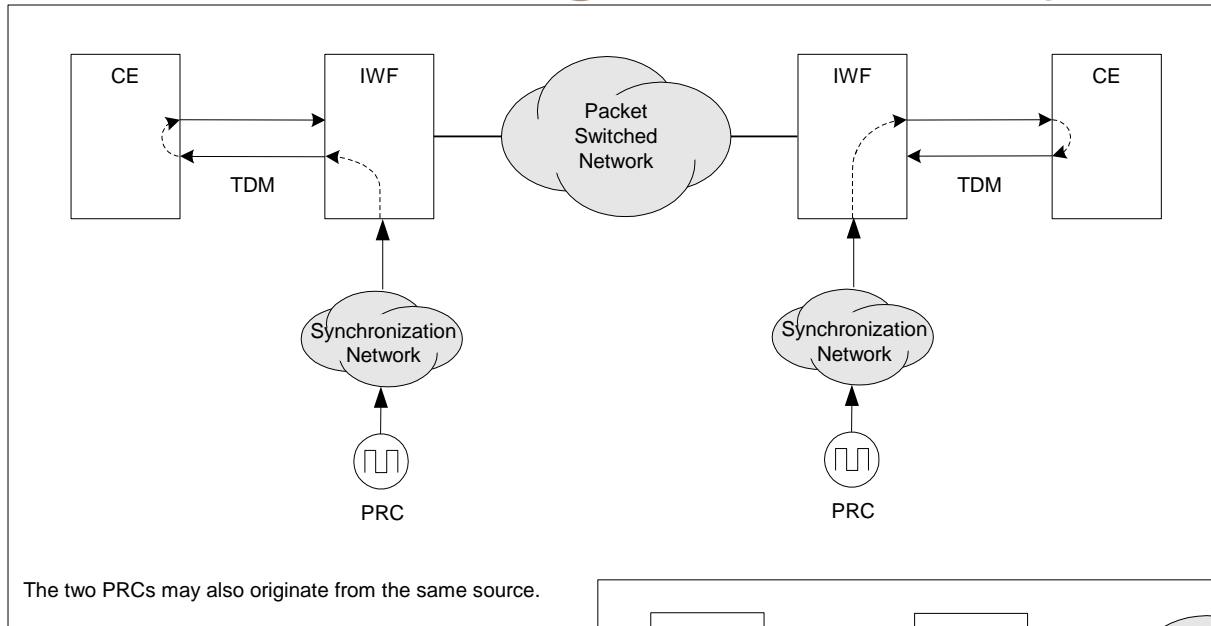 CE
IWF
Packet
Switched
Network
IWF
CE
TDM
TDM
Synchronization
Network
Synchronization
Network
PRC
PRC
The two PRCs may also originate from the same source.